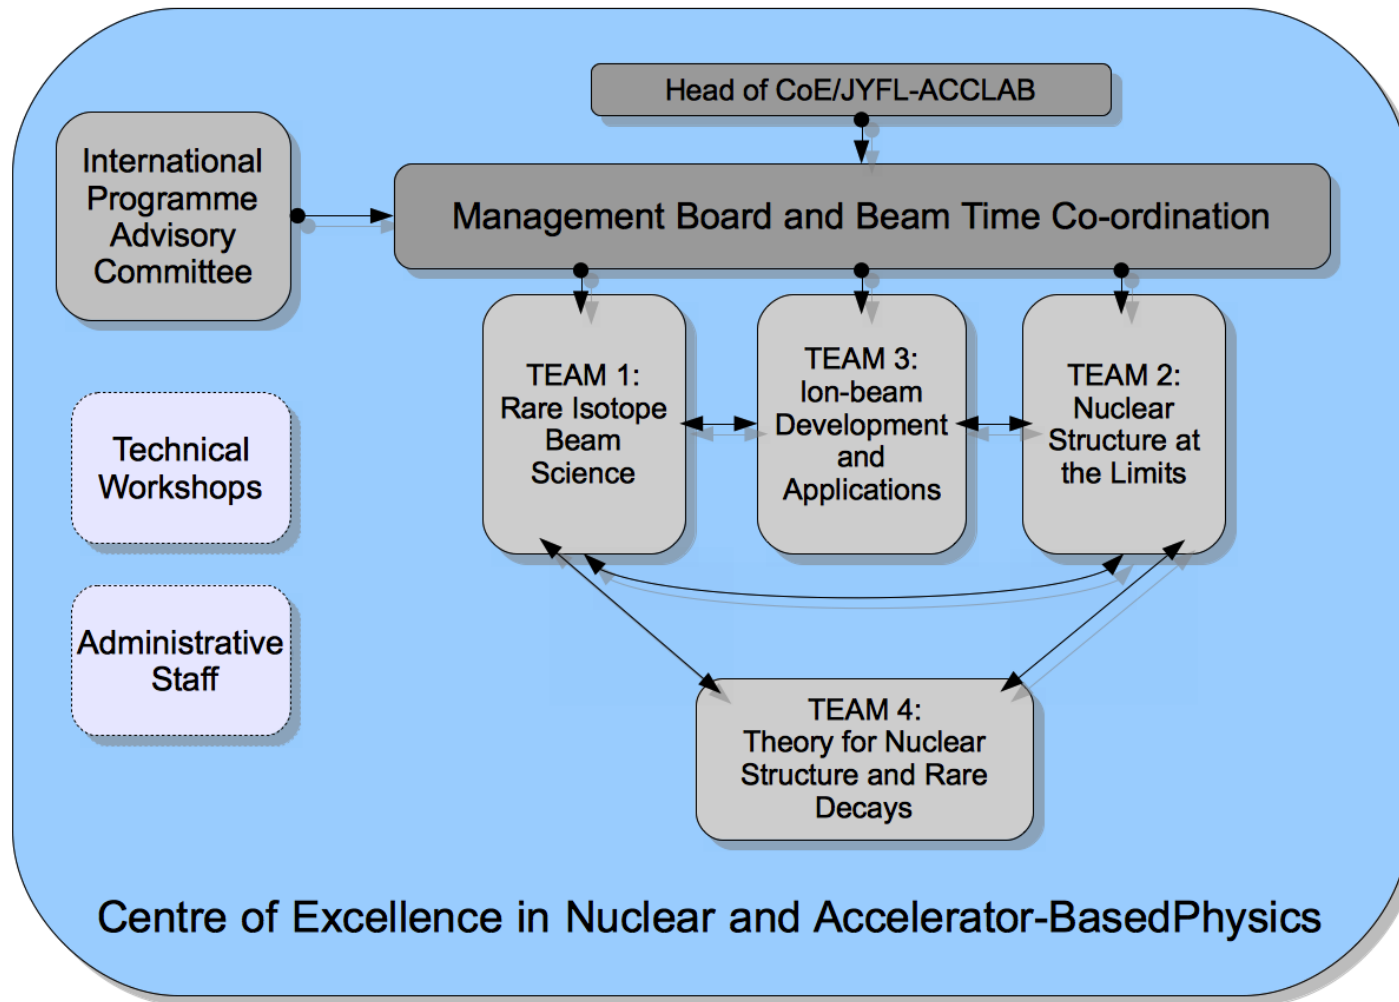 Head of CoE/JYFL-ACCLAB
International
Programme
Advisory
Committee
Management Board and Beam Time Co-ordination
TEAM 1:
Rare Isotope
Beam
Science
TEAM 3:
Ion-beam
Development
and
Applications
TEAM 2:
Nuclear
Structure at
the Limits
Technical
Workshops
Administrative
Staff
TEAM 4:
Theory for Nuclear
Structure and Rare
Decays
Centre of Excellence in Nuclear and Accelerator-BasedPhysics